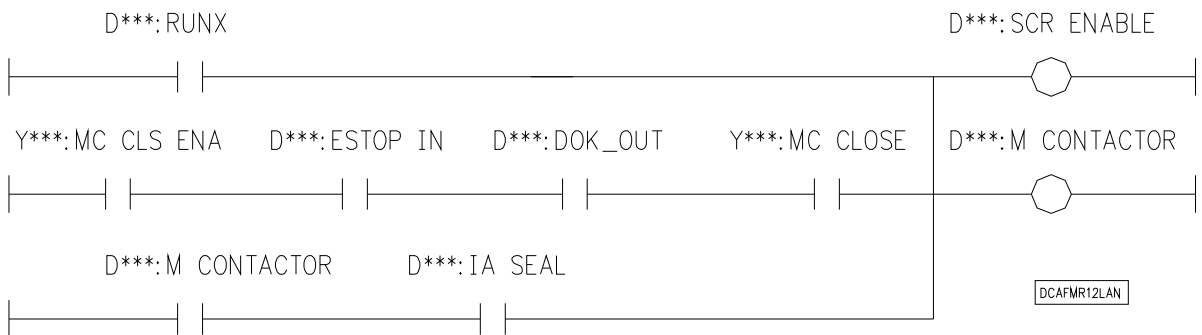 D***:RUNX D***:SCR ENABLE
Y***:MC CLS ENA D***:ESTOP IN D***:DOK_OUT Y***:MC CLOSE D***:M CONTACTOR
D***:M CONTACTOR D***:IA SEAL
DCAFMR12LAN